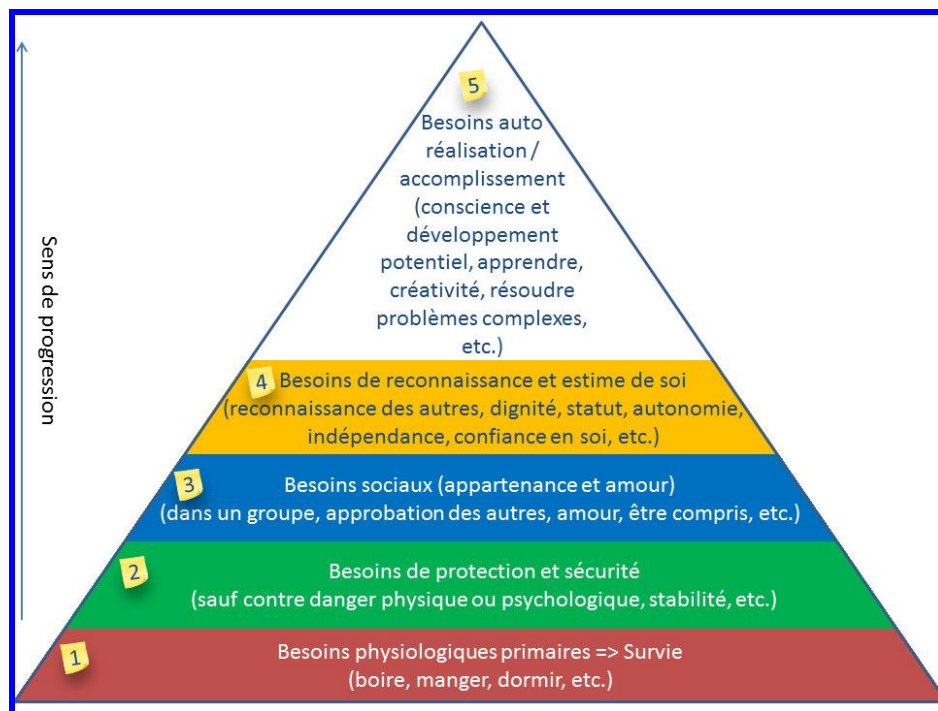 5
Besoins auto
réalisation /
accomplissement
(conscience et
développement
potentiel, apprendre,
créativité, résoudre
problèmes complexes,
etc.)
4
Besoins de reconnaissance et estime de soi
(reconnaissance des autres, dignité, statut, autonomie,
indépendance, confiance en soi, etc.)
3
Besoins sociaux (appartenance et amour)
(dans un groupe, approbation des autres, amour, être compris, etc.)
2
Besoins de protection et sécurité
(sauf contre danger physique ou psychologique, stabilité, etc.)
1
Besoins physiologiques primaires => Survie
(boire, manger, dormir, etc.)
Sens de progression